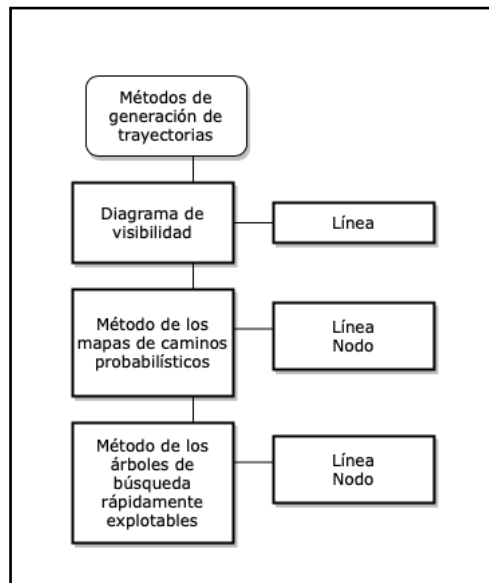 Métodos de
generación de
trayectorias
Diagrama de
visibilidad
Línea
Método de los
mapas de caminos
probabilísticos
Línea
Nodo
Método de los
árboles de
búsqueda
rápidamente
explotables
Línea
Nodo